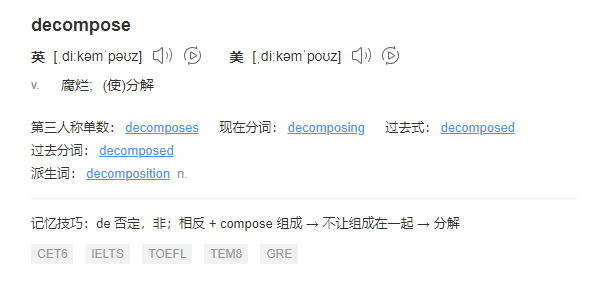 decompose
英 [ˌdiːkəmˈpəʊz] 美 [ˌdiːkəmˈpoʊz]
v. 腐烂; (使)分解
第三人称单数: decomposes 现在分词: decomposing 过去式: decomposed
过去分词: decomposed
派生词: decomposition n.
记忆技巧: de 否定，非；相反 + compose 组成 → 不让组成在一起 → 分解
CET6 IELTS TOEFL TEM8 GRE